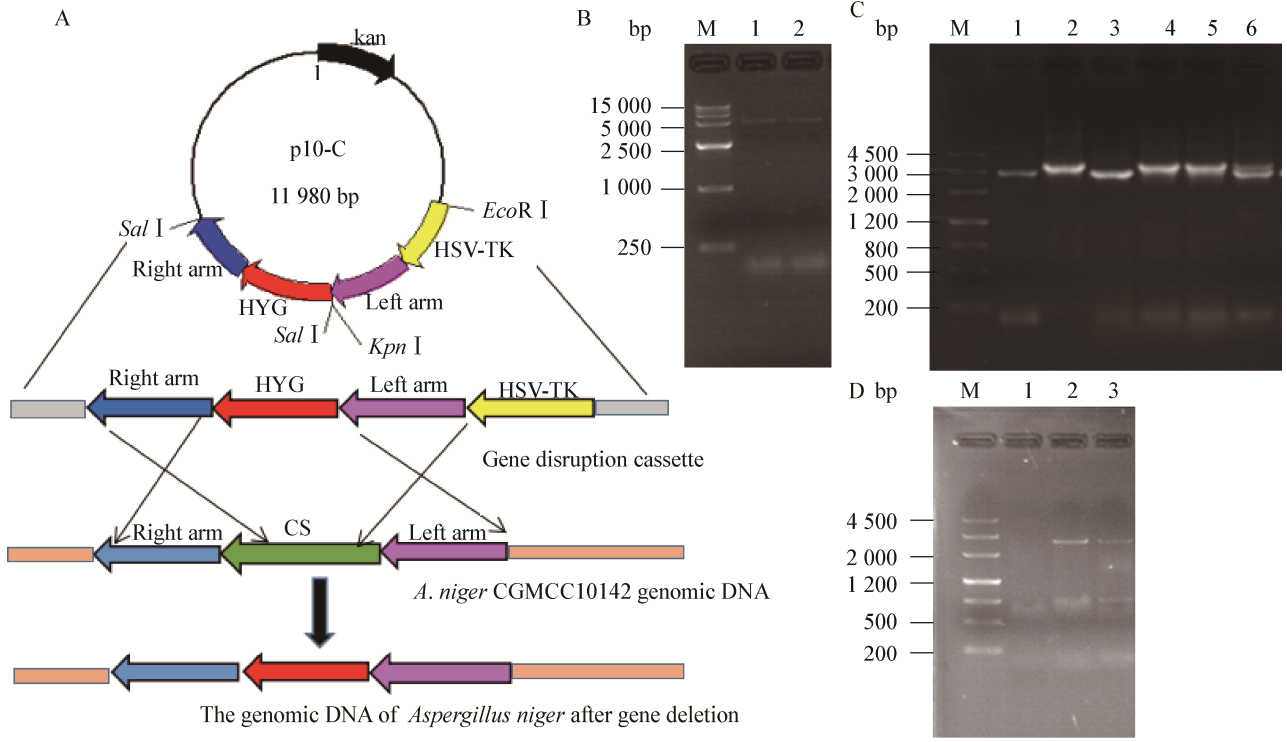 A
kan
1
p10-C
11 980 bp
EcoR I
Sal I
HSV-TK
Right arm
HYG
Left arm
Sal I
Kpn I
Right arm
HYG
Left arm
HSV-TK
Gene disruption cassette
Right arm
CS
Left arm
A. niger CGMCC10142 genomic DNA
The genomic DNA of Aspergillus niger after gene deletion
B
bp M 1 2
15 000
5 000
2 500
1 000
250
C
bp M 1 2 3 4 5 6
4 500
3 000
2 000
1 200
800
500
200
D bp M 1 2 3
4 500
2 000
1 200
500
200